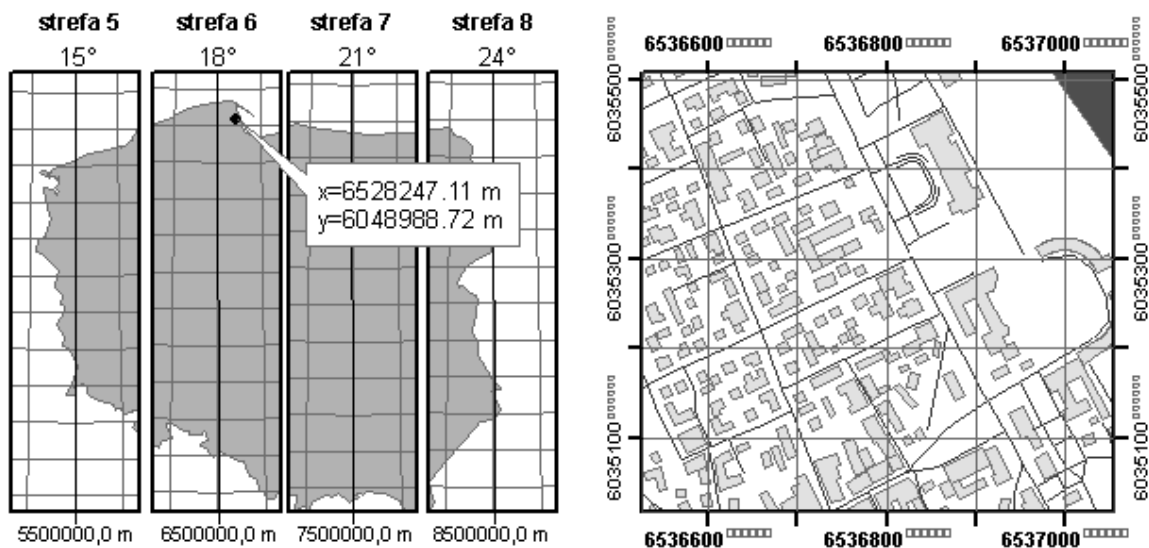 strefa 5
strefa 6
strefa 7
strefa 8
15°
18°
21°
24°
x=6528247.11 m
y=6048988.72 m
5500000,0 m
6500000,0 m
7500000,0 m
8500000,0 m
6536600
6536800
6537000
6035500
6035300
6035100
6035500
6035300
6035100
6536600
6536800
6537000